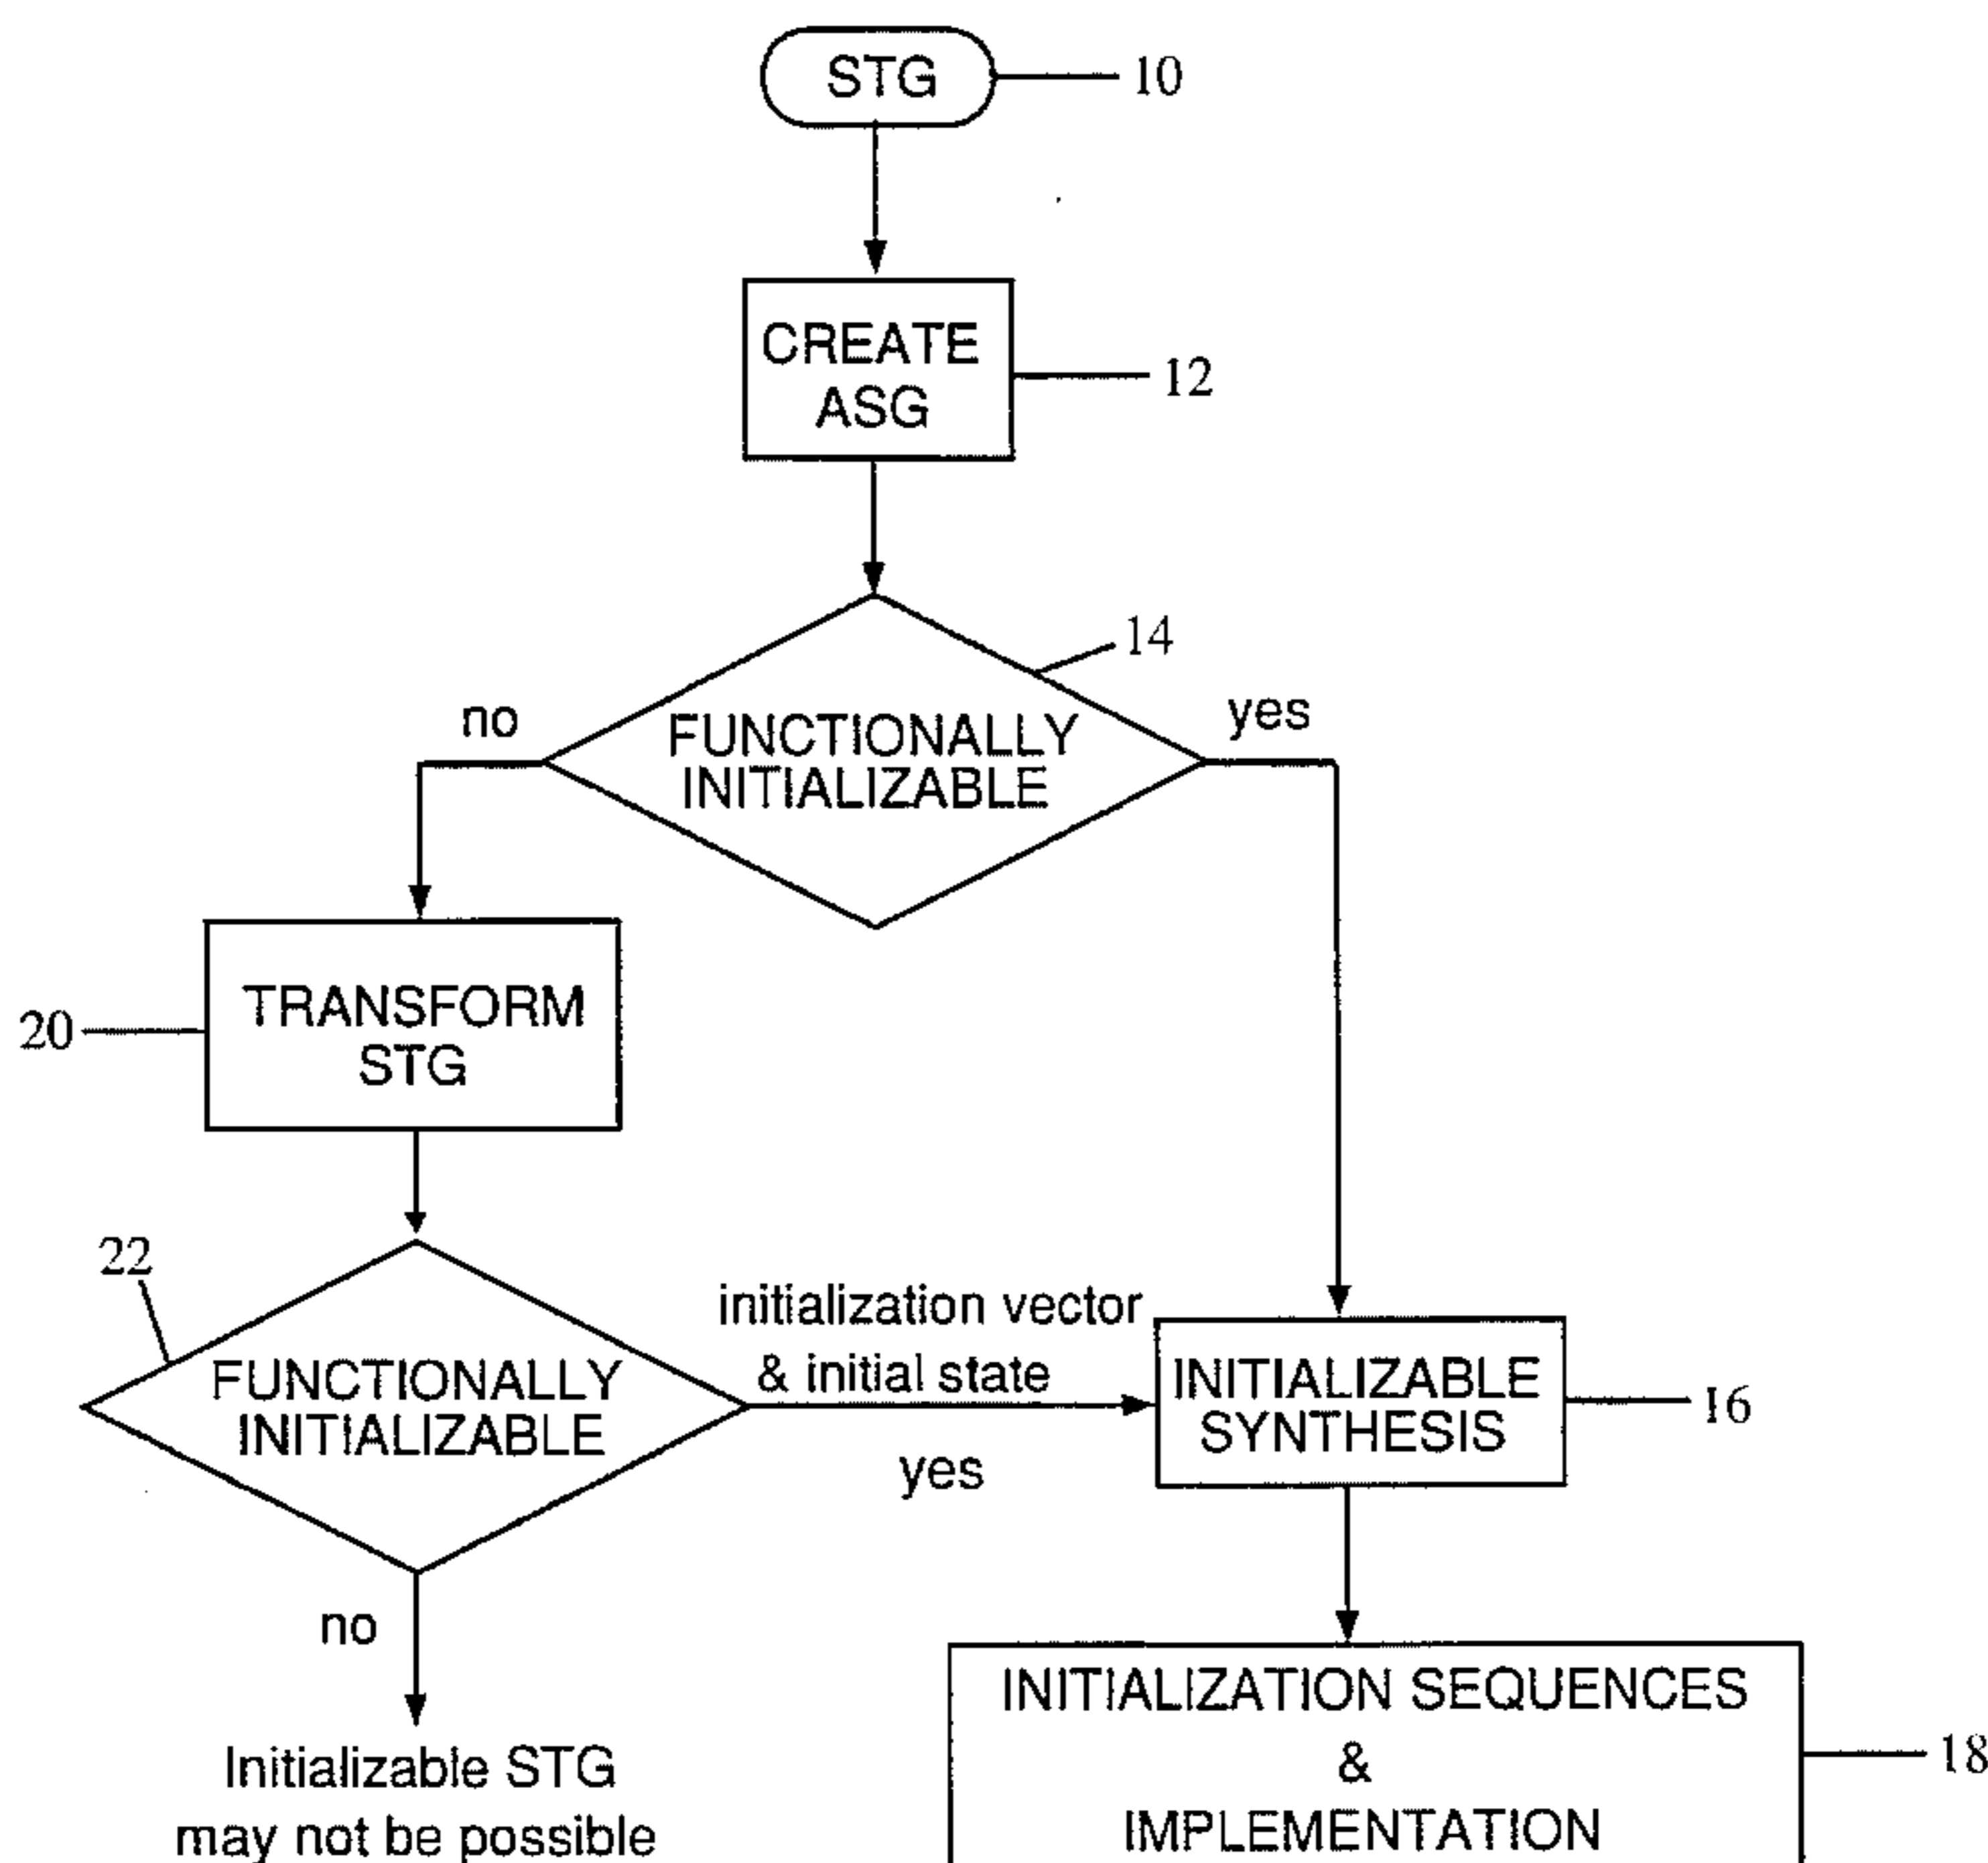 STG
10
CREATE
ASG
12
14
no
yes
FUNCTIONALLY
INITIALIZABLE
20
TRANSFORM
STG
22
FUNCTIONALLY
INITIALIZABLE
initialization vector
& initial state
yes
INITIALIZABLE
SYNTHESIS
16
no
Initializable STG
may not be possible
INITIALIZATION SEQUENCES
&
IMPLEMENTATION
18